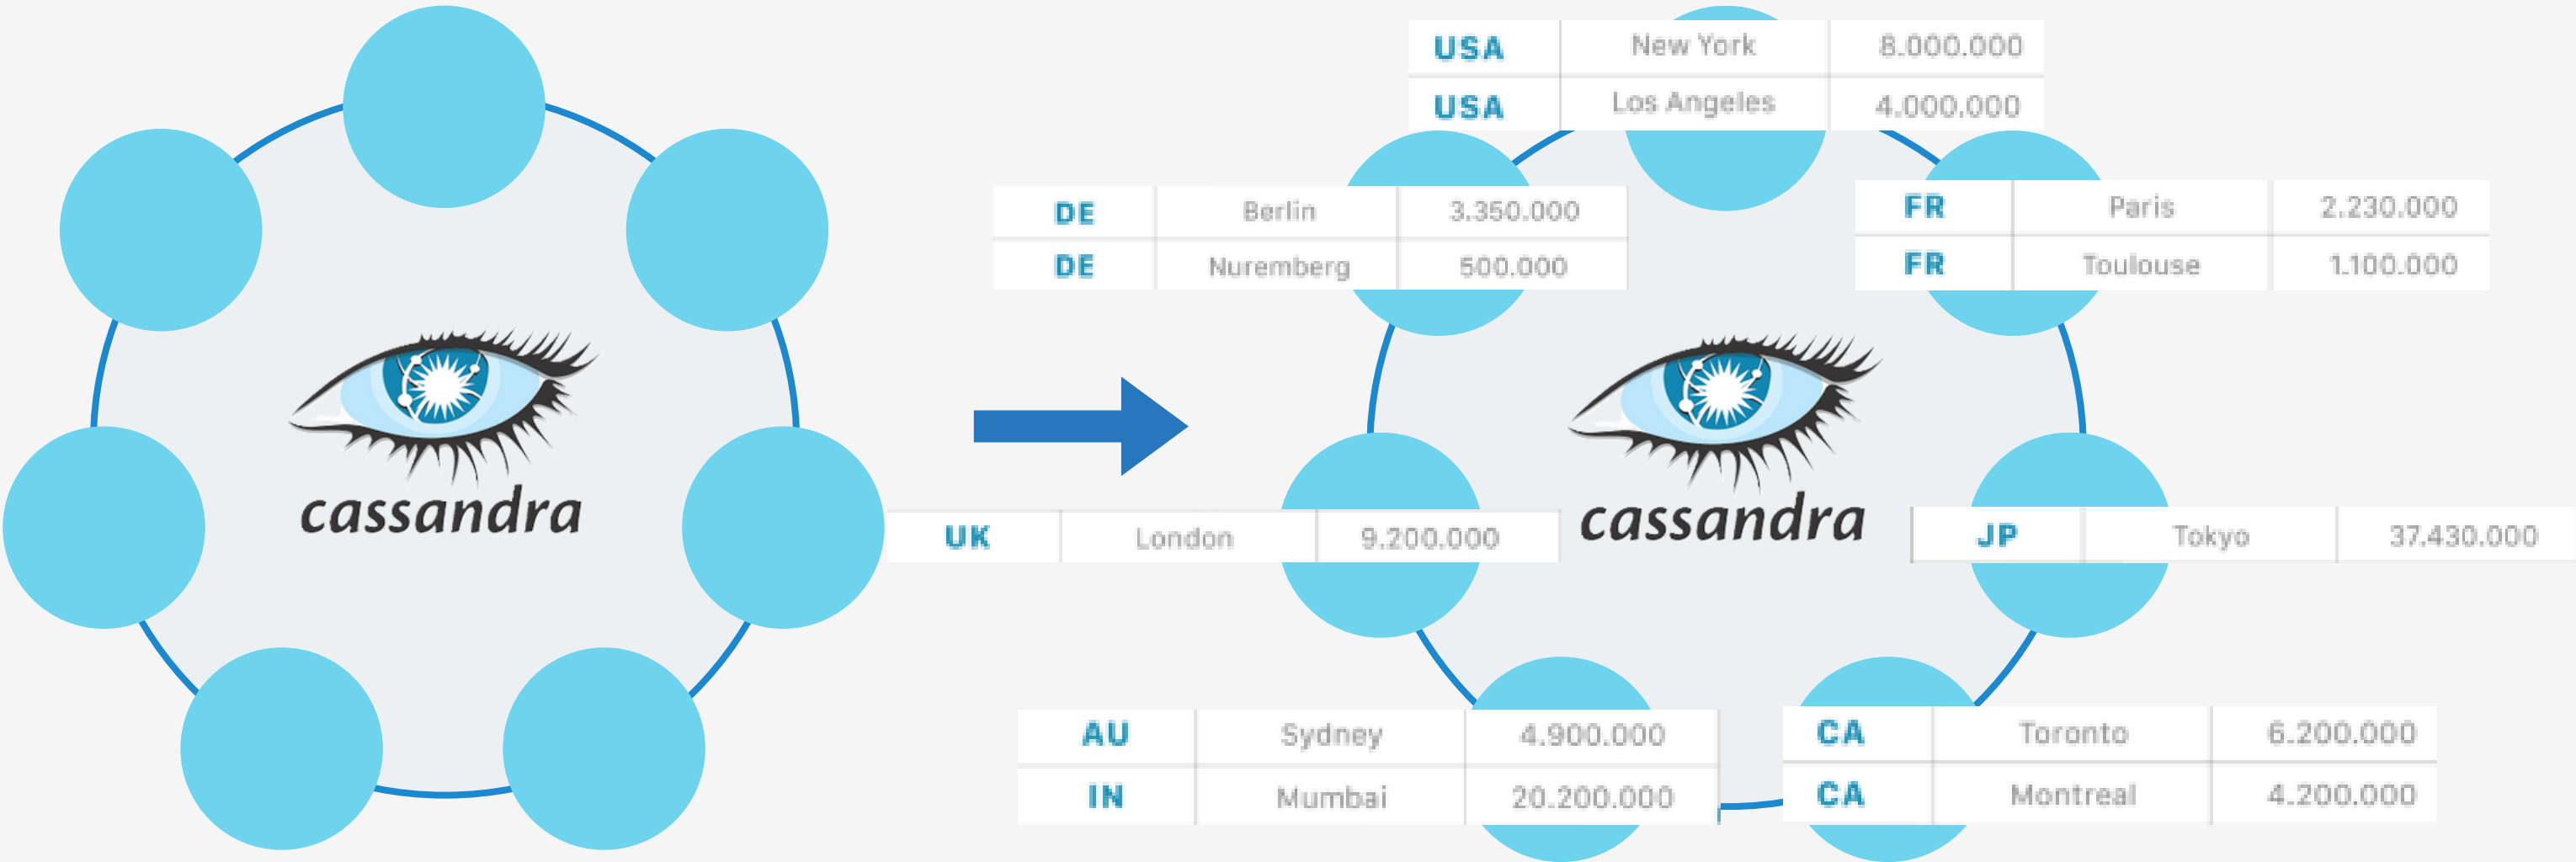 cassandra
USA New York 8.000.000
USA Los Angeles 4.000.000
DE Berlin 3.350.000
DE Nuremberg 500.000
FR Paris 2.230.000
FR Toulouse 1.100.000
cassandra
UK London 9.200.000
JP Tokyo 37.430.000
AU Sydney 4.900.000
IN Mumbai 20.200.000
CA Toronto 6.200.000
CA Montreal 4.200.000